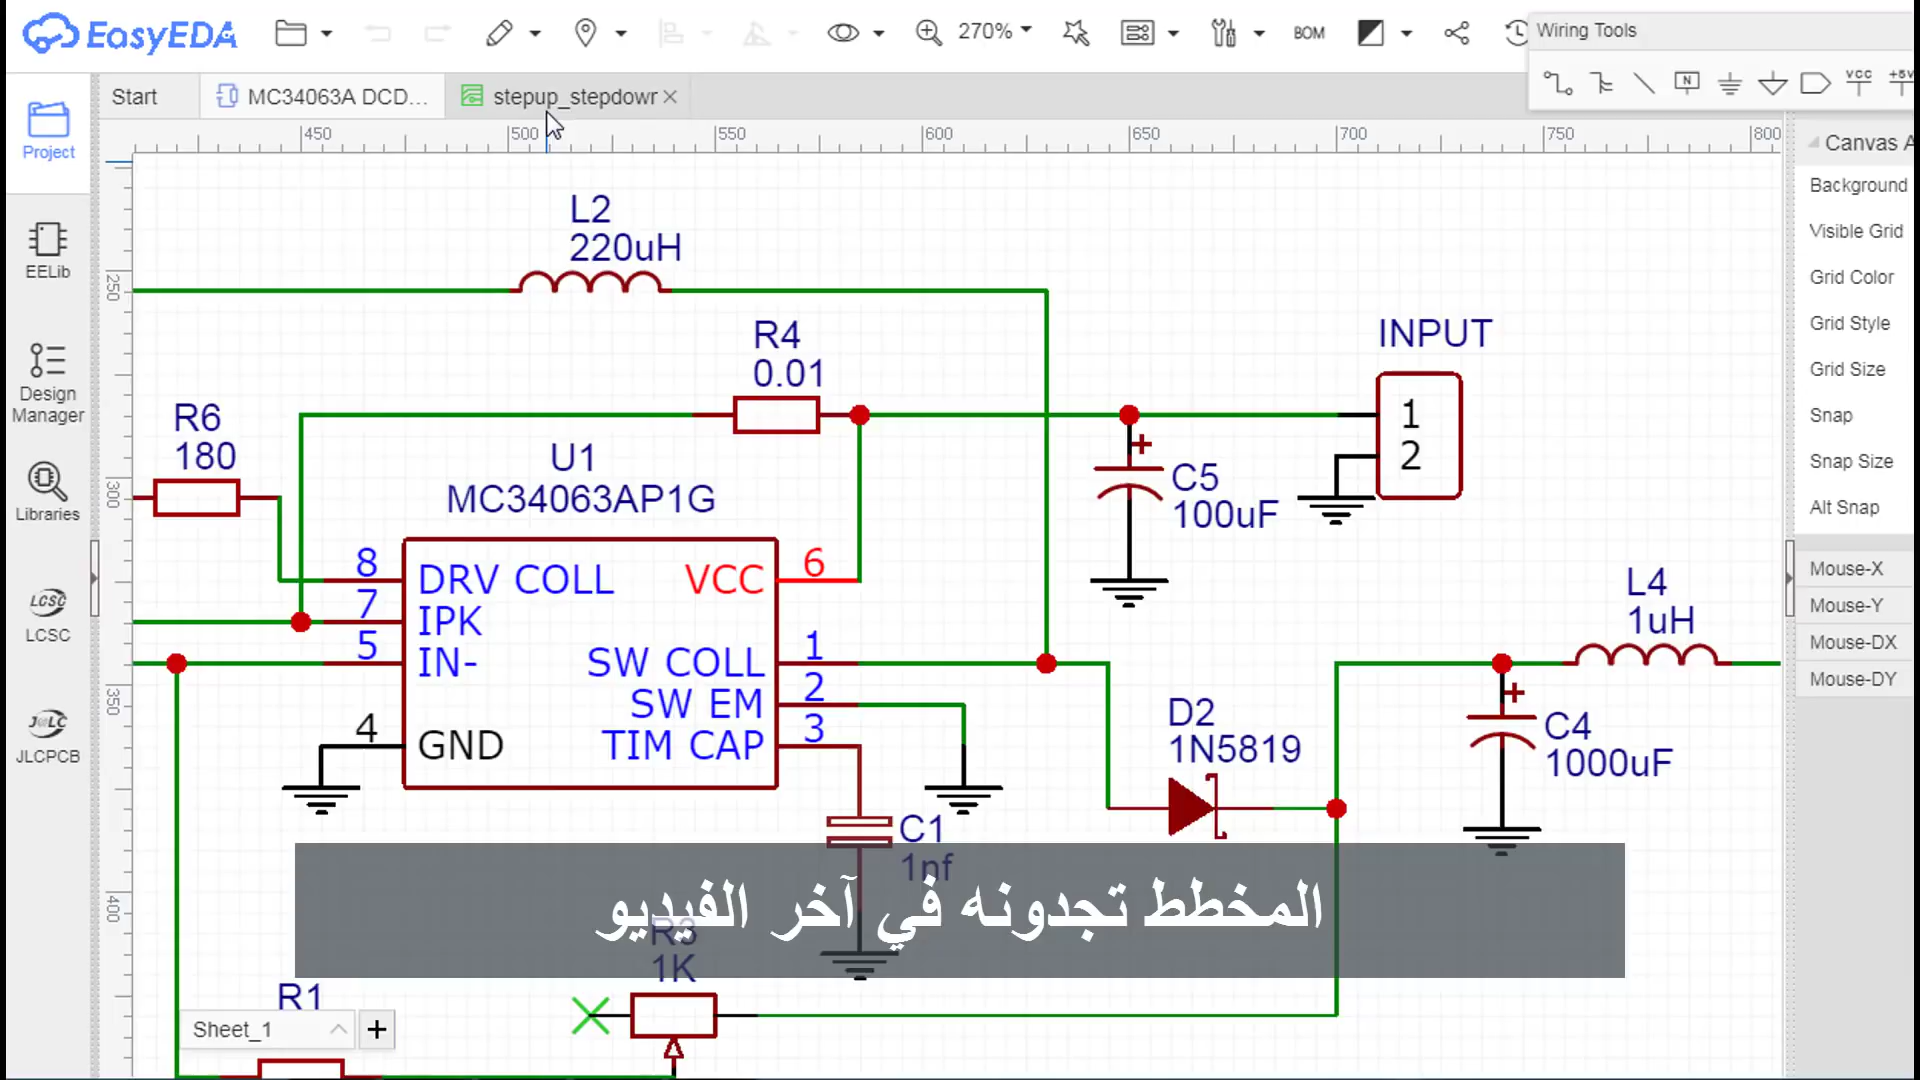 EasyEDA
270%
BOM
Wiring Tools
N
VCC
+5V
Start
MC34063A DCD...
stepup_stepdowr
450
500
550
600
650
700
750
800
Project
EELib
Design
Manager
Libraries
LCSC
LCSC
JLCPCB
250
300
350
400
Canvas A
Background
Visible Grid
Grid Color
Grid Style
Grid Size
Snap
Snap Size
Alt Snap
Mouse-X
Mouse-Y
Mouse-DX
Mouse-DY
L2
220uH
R4
0.01
INPUT
1
2
R6
180
U1
MC34063AP1G
C5
100uF
8
DRV COLL
VCC
6
7
IPK
5
IN-
SW COLL
1
SW EM
2
4
GND
TIM CAP
3
L4
1uH
D2
1N5819
C4
1000uF
C1
1nf
المخطط تجدونه في آخر الفيديو
R3
1K
R1
Sheet_1